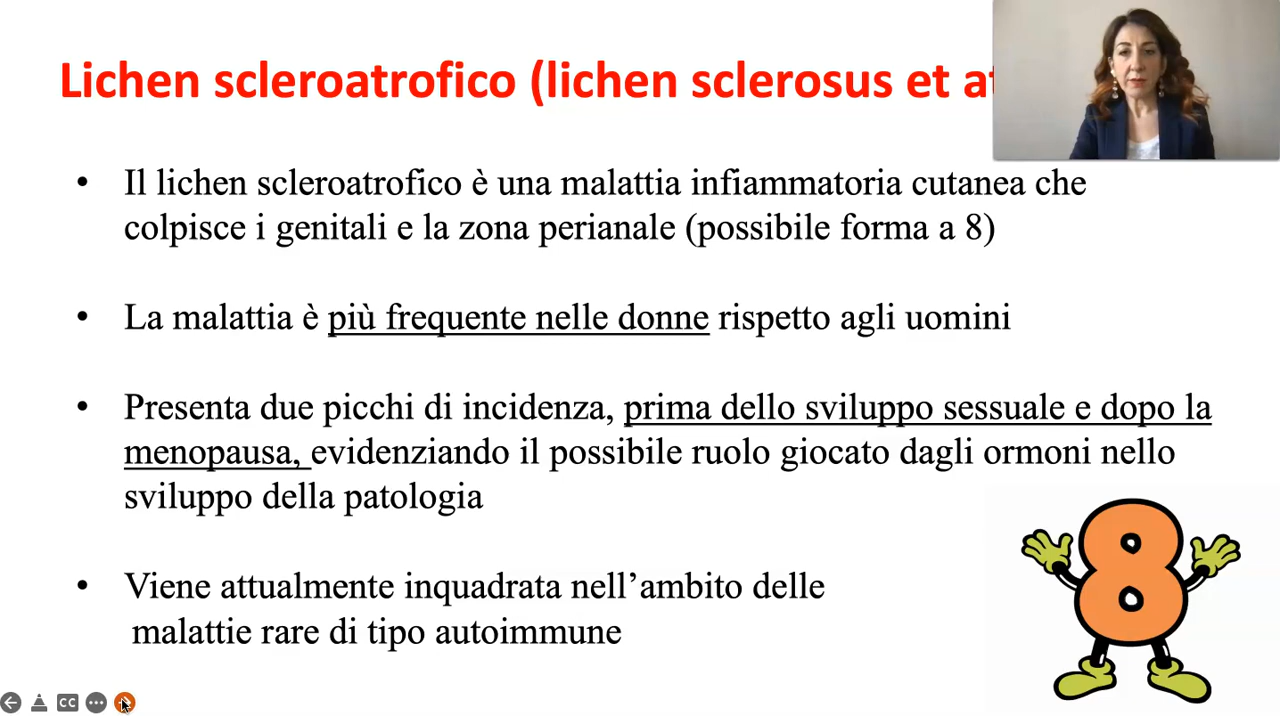 Lichen scleroatrofico (lichen sclerosus et
• Il lichen scleroatrofico è una malattia infiammatoria cutanea che
colpisce i genitali e la zona perianale (possibile forma a 8)
• La malattia è più frequente nelle donne rispetto agli uomini
• Presenta due picchi di incidenza, prima dello sviluppo sessuale e dopo la
menopausa, evidenziando il possibile ruolo giocato dagli ormoni nello
sviluppo della patologia
• Viene attualmente inquadrata nell’ambito delle
malattie rare di tipo autoimmune
8
CC